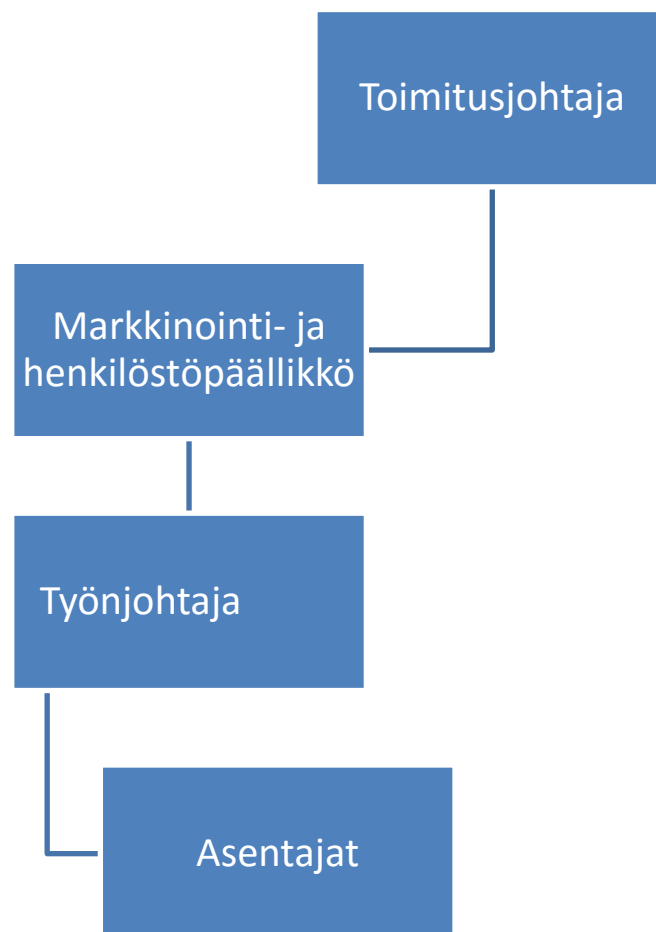 Toimitusjohtaja
Markkinointi- ja
henkilöstöpäällikkö
Työnjohtaja
Asentajat